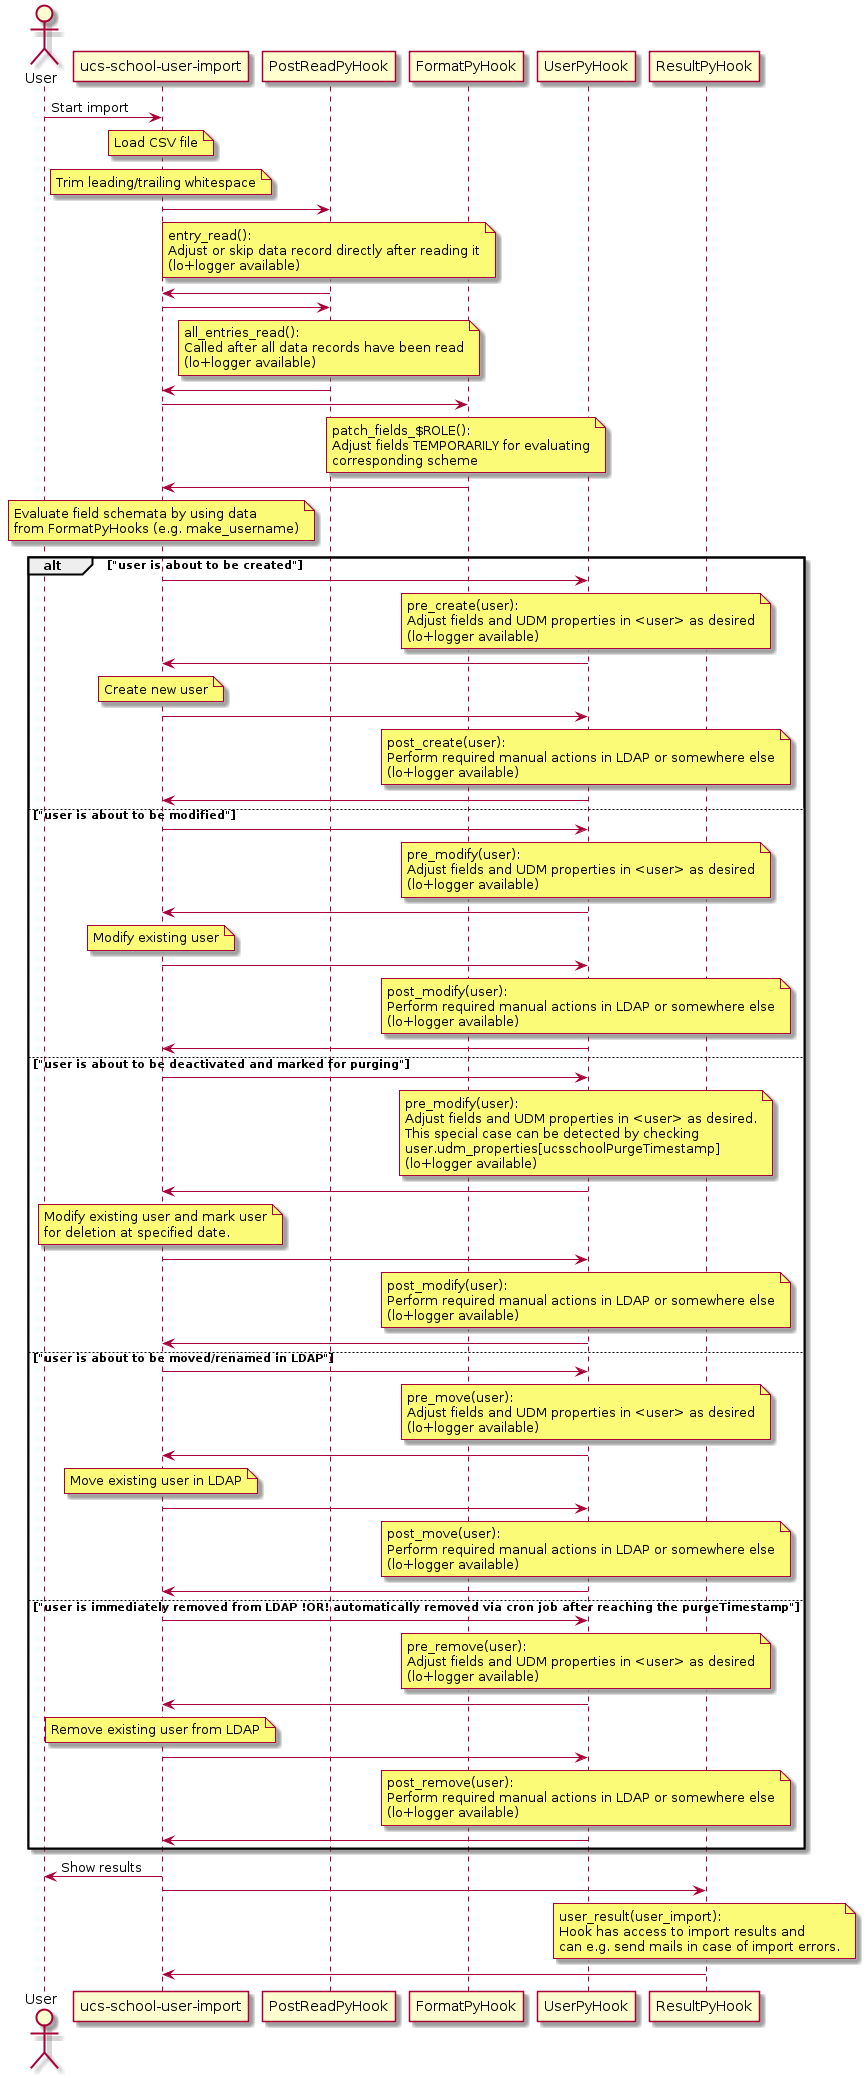 User
ucs-school-user-import
PostReadPyHook
FormatPyHook
UserPyHook
ResultPyHook
Start import
Load CSV file
Trim leading/trailing whitespace
entry_read():
Adjust or skip data record directly after reading it
(lo+logger available)
all_entries_read():
Called after all data records have been read
(lo+logger available)
patch_fields_$ROLE():
Adjust fields TEMPORARILY for evaluating
corresponding scheme
Evaluate field schemata by using data
from FormatPyHooks (e.g. make_username)
alt
["user is about to be created"]
pre_create(user):
Adjust fields and UDM properties in <user> as desired
(lo+logger available)
Create new user
post_create(user):
Perform required manual actions in LDAP or somewhere else
(lo+logger available)
["user is about to be modified"]
pre_modify(user):
Adjust fields and UDM properties in <user> as desired
(lo+logger available)
Modify existing user
post_modify(user):
Perform required manual actions in LDAP or somewhere else
(lo+logger available)
["user is about to be deactivated and marked for purging"]
pre_modify(user):
Adjust fields and UDM properties in <user> as desired.
This special case can be detected by checking
user.udm_properties[ucsschoolPurgeTimestamp]
(lo+logger available)
Modify existing user and mark user
for deletion at specified date.
post_modify(user):
Perform required manual actions in LDAP or somewhere else
(lo+logger available)
["user is about to be moved/renamed in LDAP"]
pre_move(user):
Adjust fields and UDM properties in <user> as desired
(lo+logger available)
Move existing user in LDAP
post_move(user):
Perform required manual actions in LDAP or somewhere else
(lo+logger available)
["user is immediately removed from LDAP !OR! automatically removed via cron job after reaching the purgeTimestamp"]
pre_remove(user):
Adjust fields and UDM properties in <user> as desired
(lo+logger available)
Remove existing user from LDAP
post_remove(user):
Perform required manual actions in LDAP or somewhere else
(lo+logger available)
Show results
user_result(user_import):
Hook has access to import results and
can e.g. send mails in case of import errors.
User
ucs-school-user-import
PostReadPyHook
FormatPyHook
UserPyHook
ResultPyHook